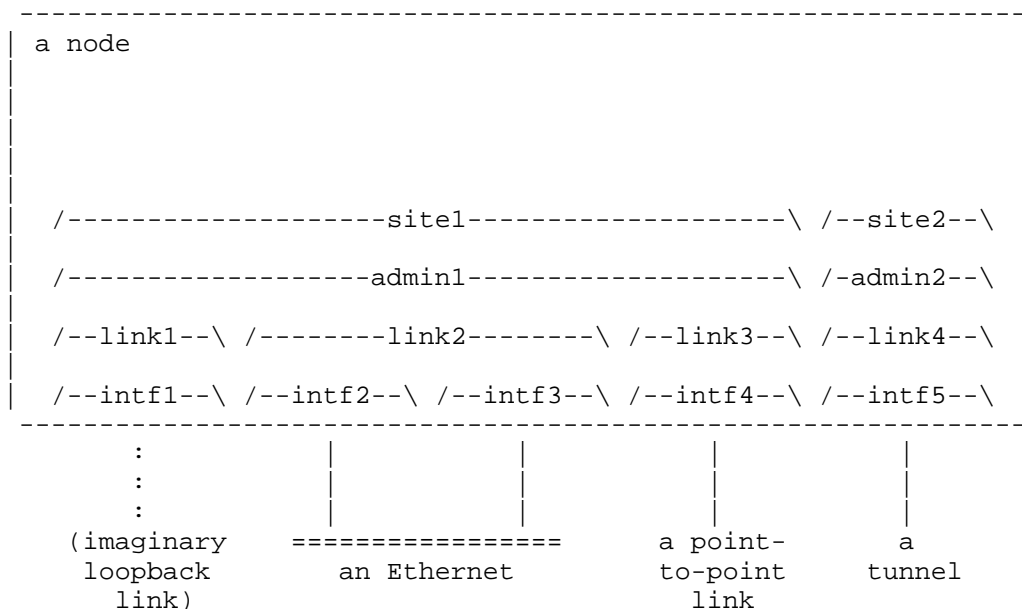 a node
/--------------------site1--------------------\ /--site2--\
/-------------------admin1--------------------\ /-admin2--\
/--link1--\ /--------link2--------\ /--link3--\ /--link4--\
/--intf1--\ /--intf2--\ /--intf3--\ /--intf4--\ /--intf5--\
(imaginary ================= a point- a
loopback an Ethernet to-point tunnel
link) link